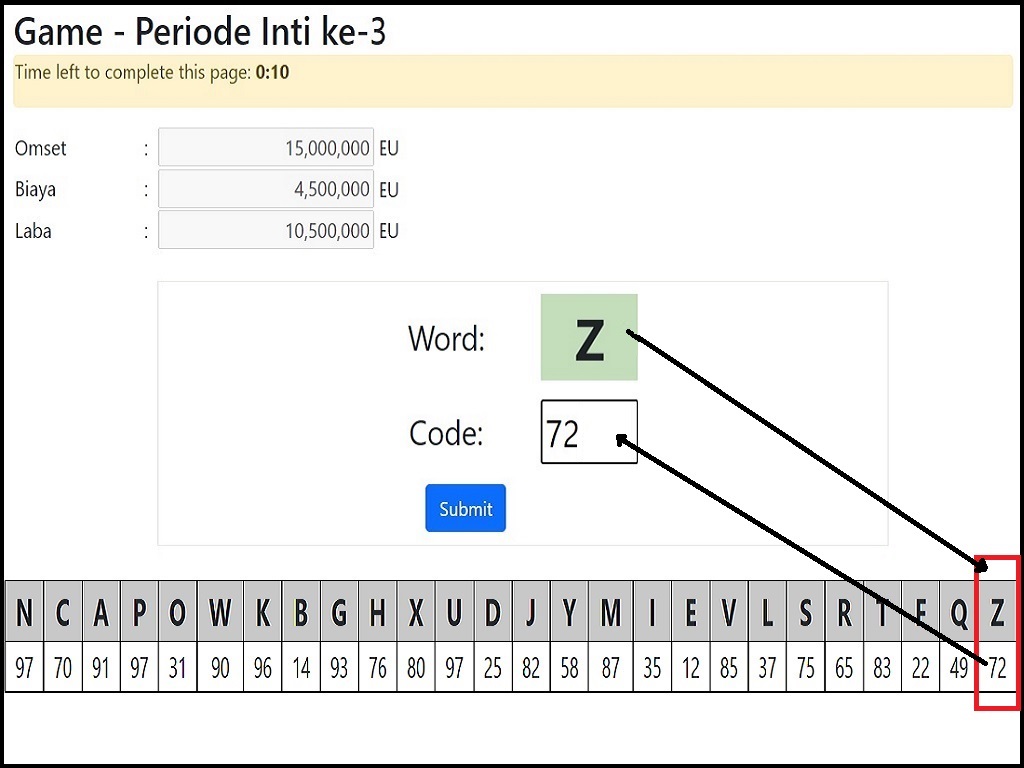 Game - Periode Inti ke-3
Time left to complete this page: 0:10
Omset : 15,000,000 EU
Biaya : 4,500,000 EU
Laba : 10,500,000 EU
Word: Z
Code: 72
Submit
N C A P O W K B G H X U D J Y M I E V L S R T F Q Z
97 70 91 97 31 90 96 14 93 76 80 97 25 82 58 87 35 12 85 37 75 65 83 22 49 72